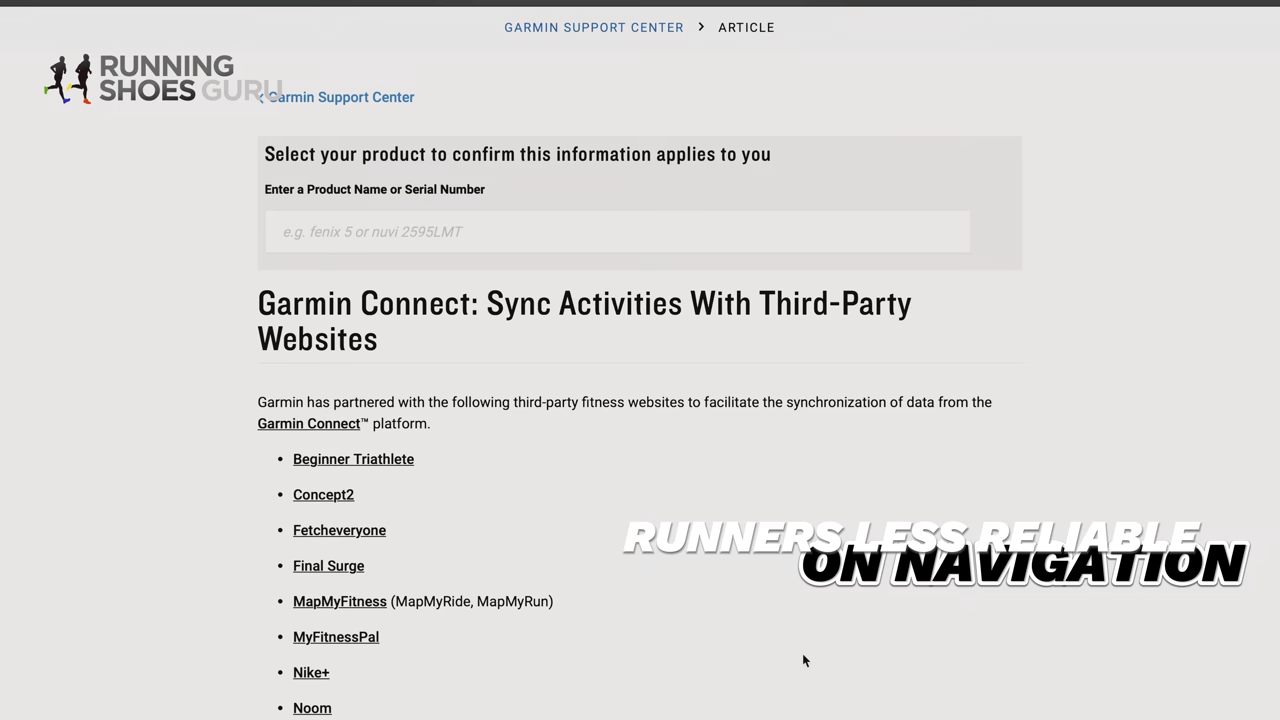 GARMIN SUPPORT CENTER > ARTICLE
RUNNING
SHOES GURU
< Garmin Support Center
Select your product to confirm this information applies to you
Enter a Product Name or Serial Number
e.g. fenix 5 or nuvi 2595LMT
Garmin Connect: Sync Activities With Third-Party
Websites
Garmin has partnered with the following third-party fitness websites to facilitate the synchronization of data from the
Garmin Connect™ platform.
• Beginner Triathlete
• Concept2
• Fetcheveryone
• Final Surge
• MapMyFitness (MapMyRide, MapMyRun)
• MyFitnessPal
• Nike+
• Noom
RUNNERS LESS RELIABLE
ON NAVIGATION